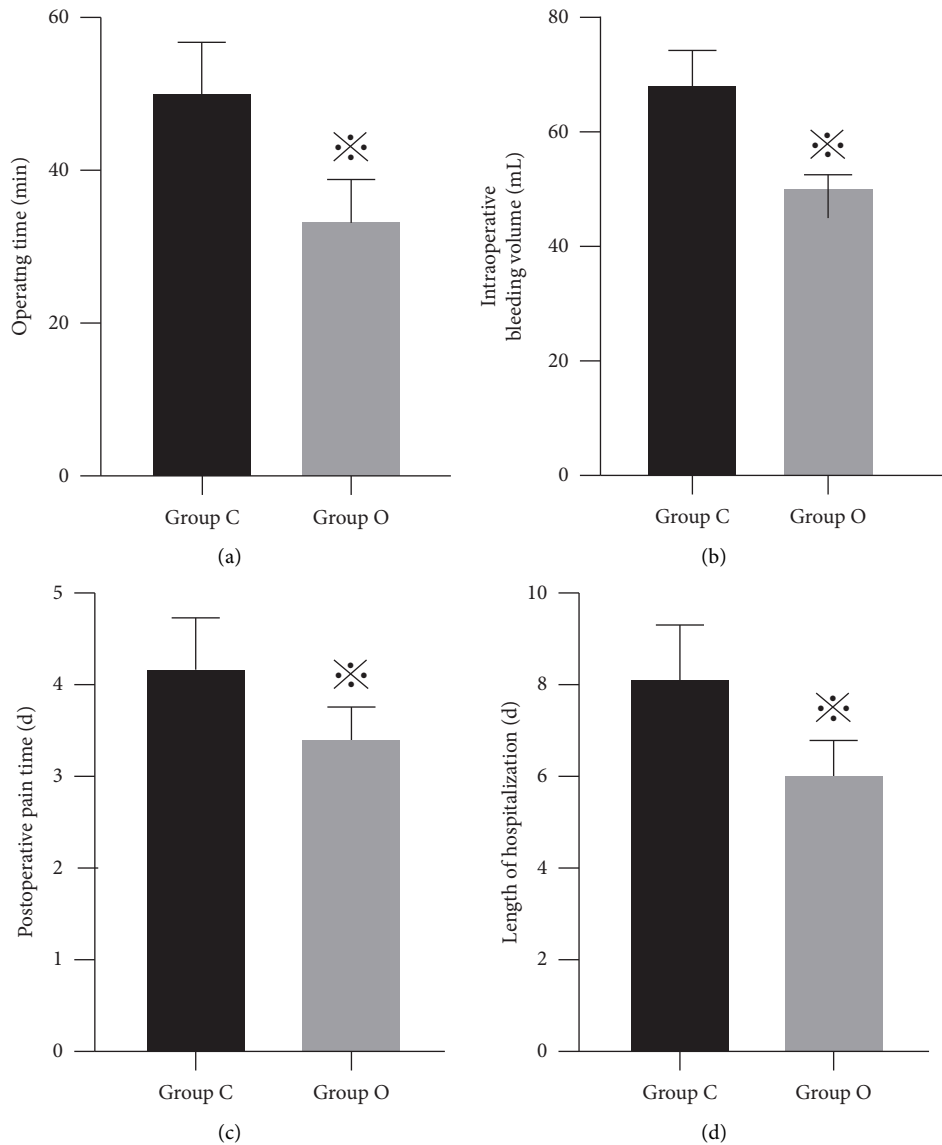 60
40
20
0
Operatng time (min)
※
Group C
Group O
(a)
80
60
40
20
0
Intraoperative
bleeding volume (mL)
※
Group C
Group O
(b)
5
4
3
2
1
0
Postoperative pain time (d)
※
Group C
Group O
(c)
10
8
6
4
2
0
Length of hospitalization (d)
※
Group C
Group O
(d)